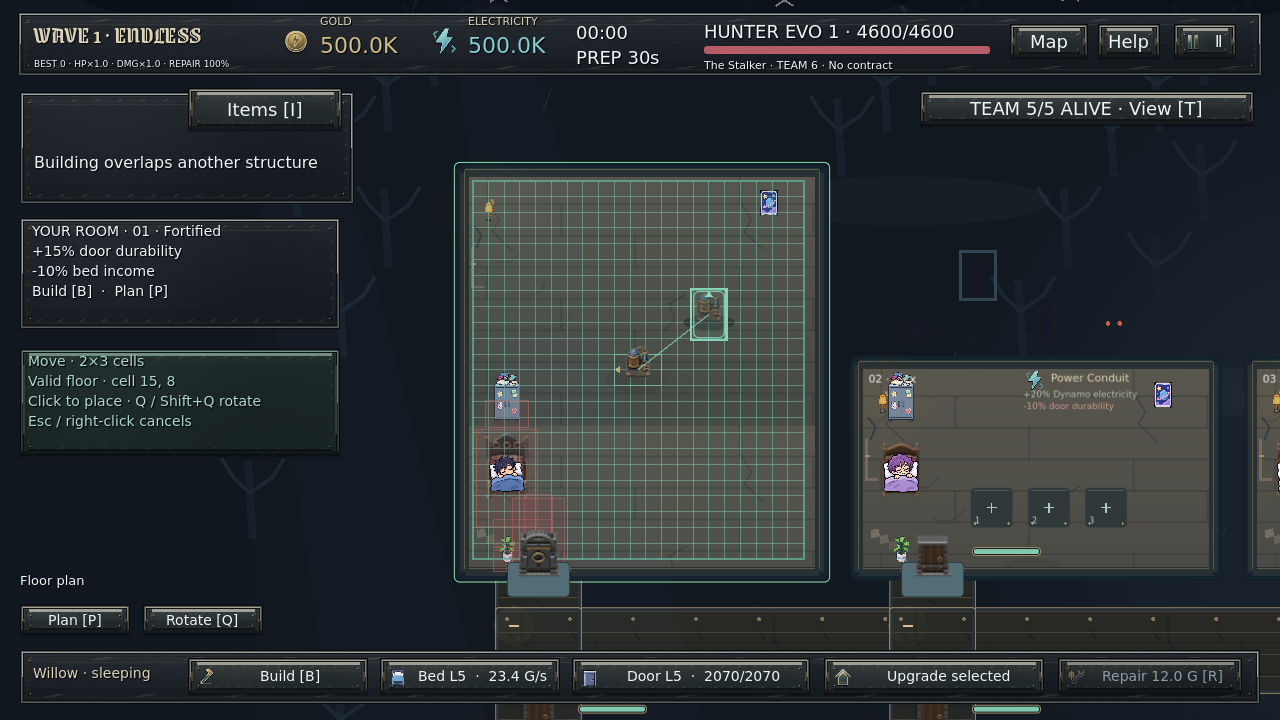 WAVE 1 · ENDLESS
BEST 0 · HP×1.0 · DMG×1.0 · REPAIR 100%
GOLD
500.0K
ELECTRICITY
500.0K
00:00
PREP 30s
HUNTER EVO 1 · 4600/4600
The Stalker · TEAM 6 · No contract
Map
Help
Items [I]
Building overlaps another structure
TEAM 5/5 ALIVE · View [T]
YOUR ROOM · 01 · Fortified
+15% door durability
-10% bed income
Build [B] · Plan [P]
Move · 2×3 cells
Valid floor · cell 15, 8
Click to place · Q / Shift+Q rotate
Esc / right-click cancels
02
Power Conduit
+20% Dynamo electricity
-10% door durability
+
1
+
2
+
3
03
Floor plan
Plan [P]
Rotate [Q]
Willow · sleeping
Build [B]
Bed L5 · 23.4 G/s
Door L5 · 2070/2070
Upgrade selected
Repair 12.0 G [R]